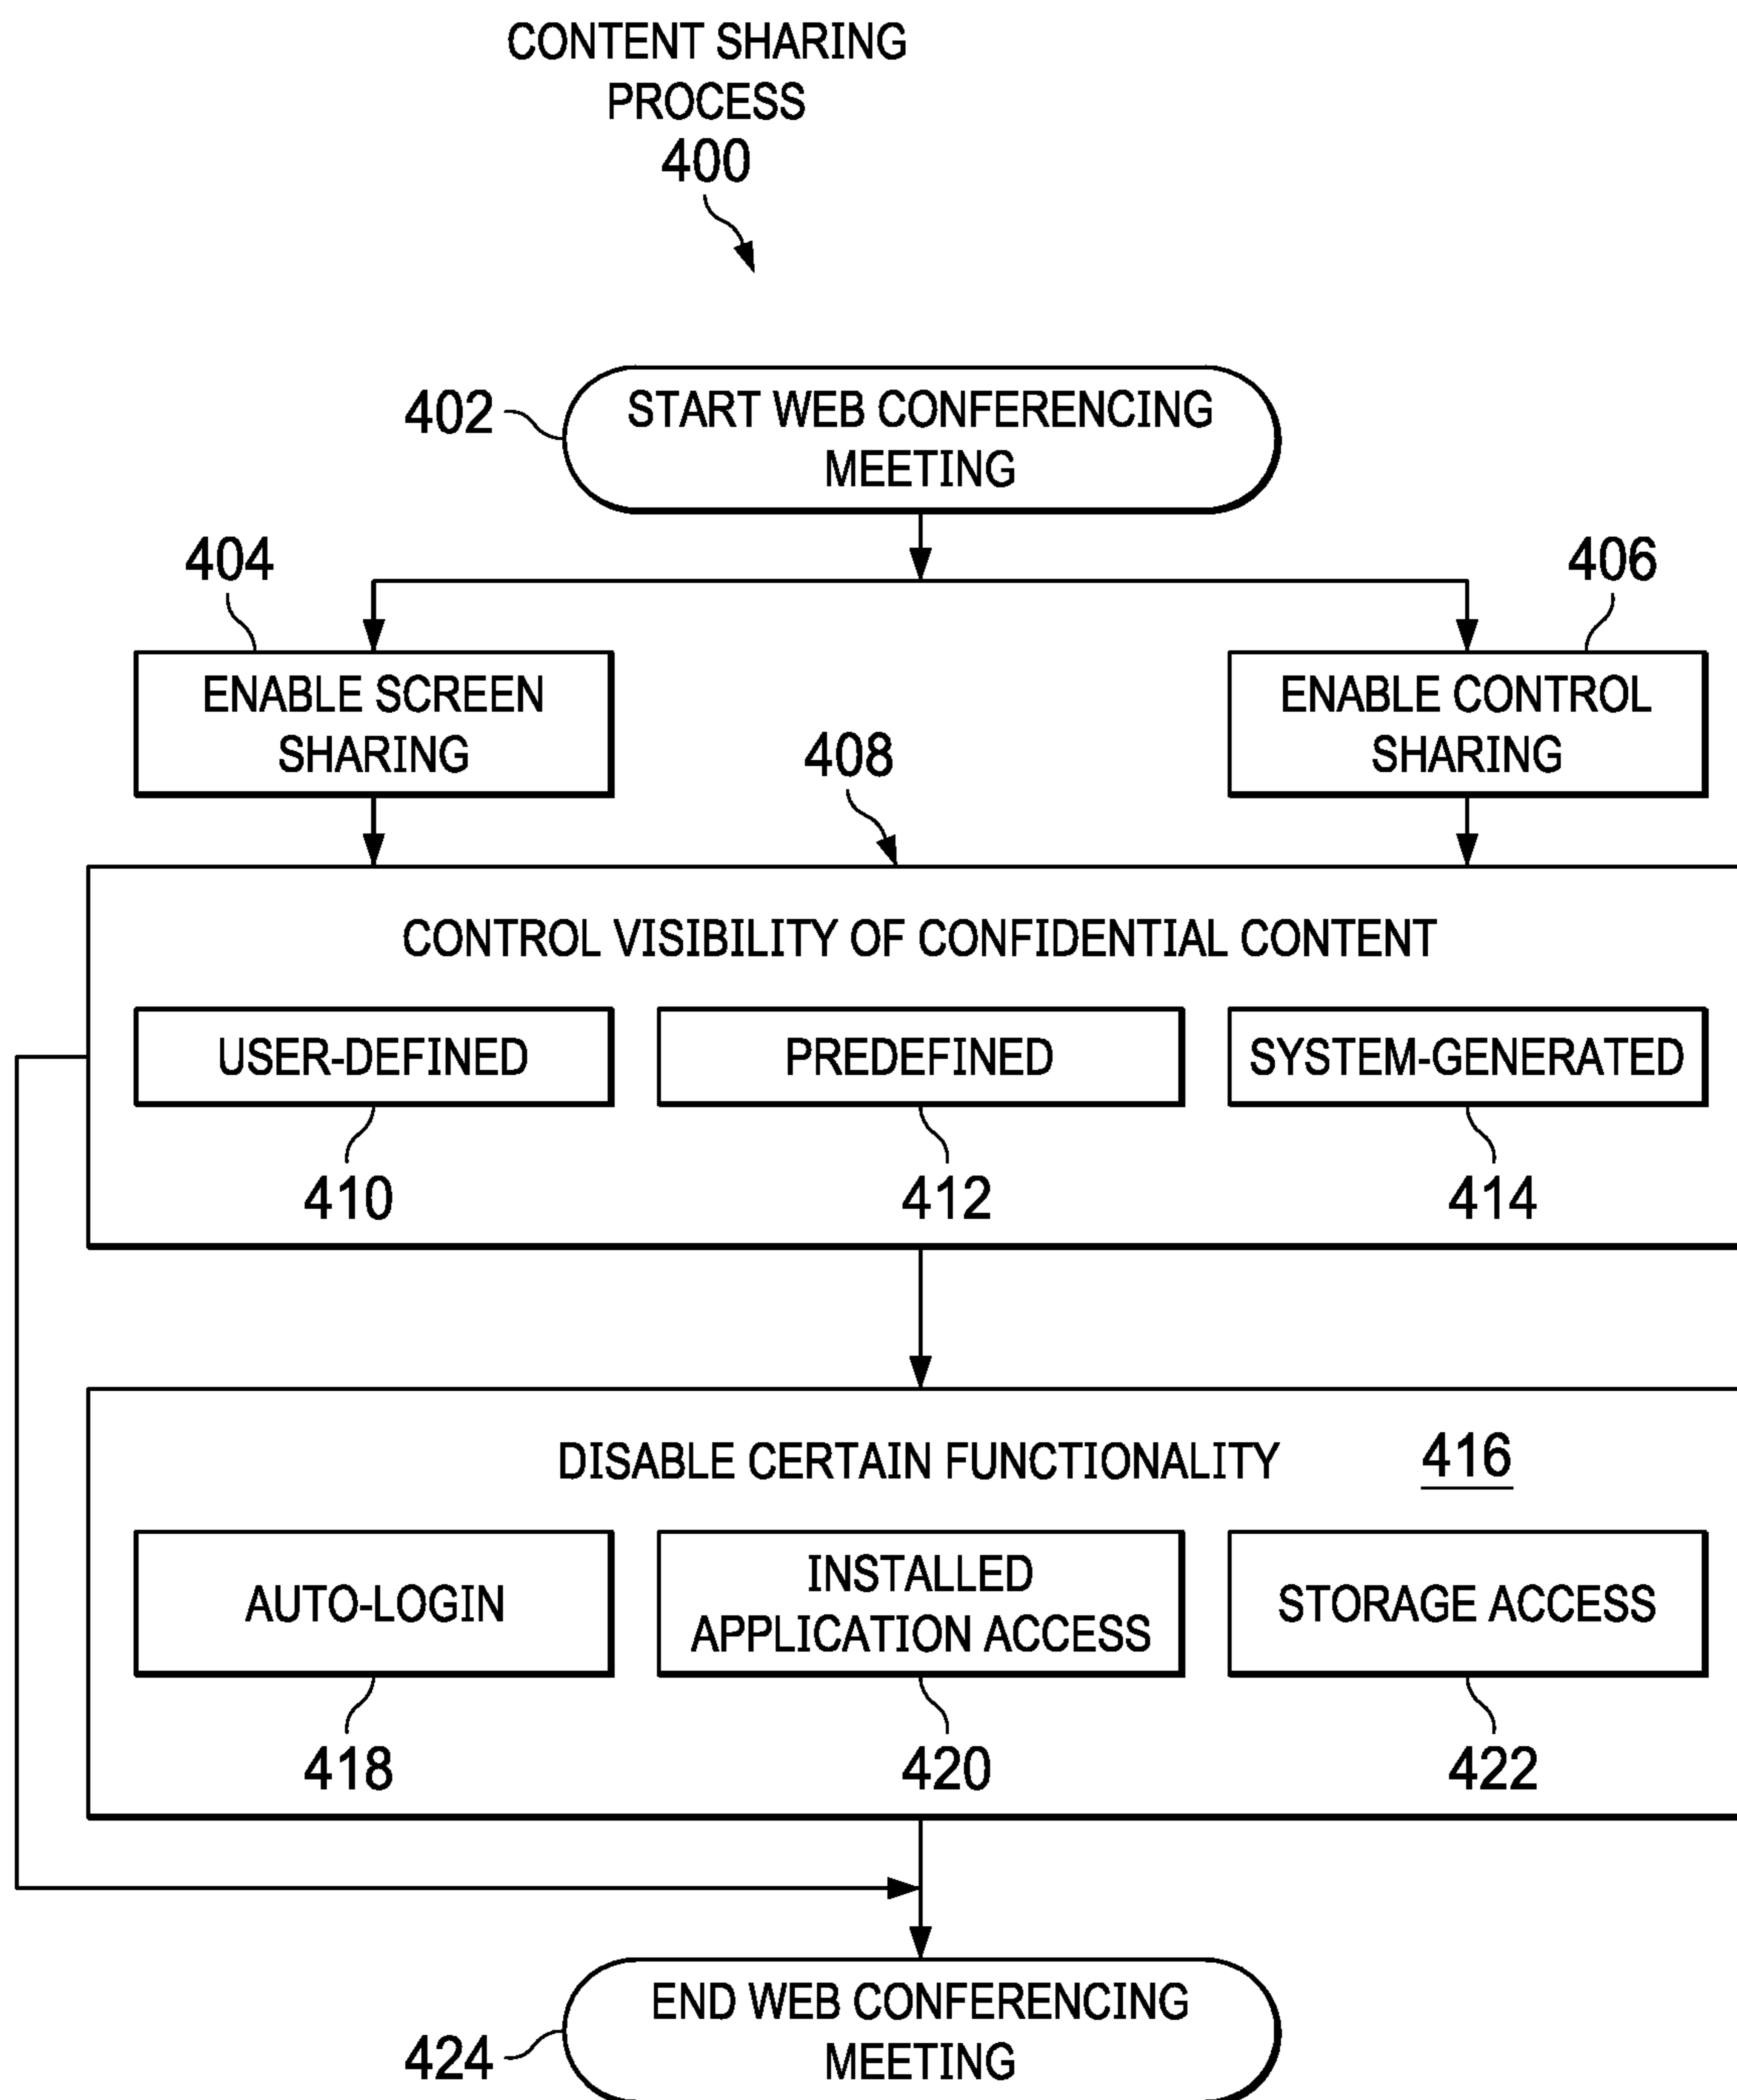 CONTENT SHARING
PROCESS
400
402
START WEB CONFERENCING
MEETING
404
406
ENABLE SCREEN
SHARING
ENABLE CONTROL
SHARING
408
CONTROL VISIBILITY OF CONFIDENTIAL CONTENT
USER-DEFINED
PREDEFINED
SYSTEM-GENERATED
410
412
414
DISABLE CERTAIN FUNCTIONALITY
416
AUTO-LOGIN
INSTALLED
APPLICATION ACCESS
STORAGE ACCESS
418
420
422
END WEB CONFERENCING
MEETING
424